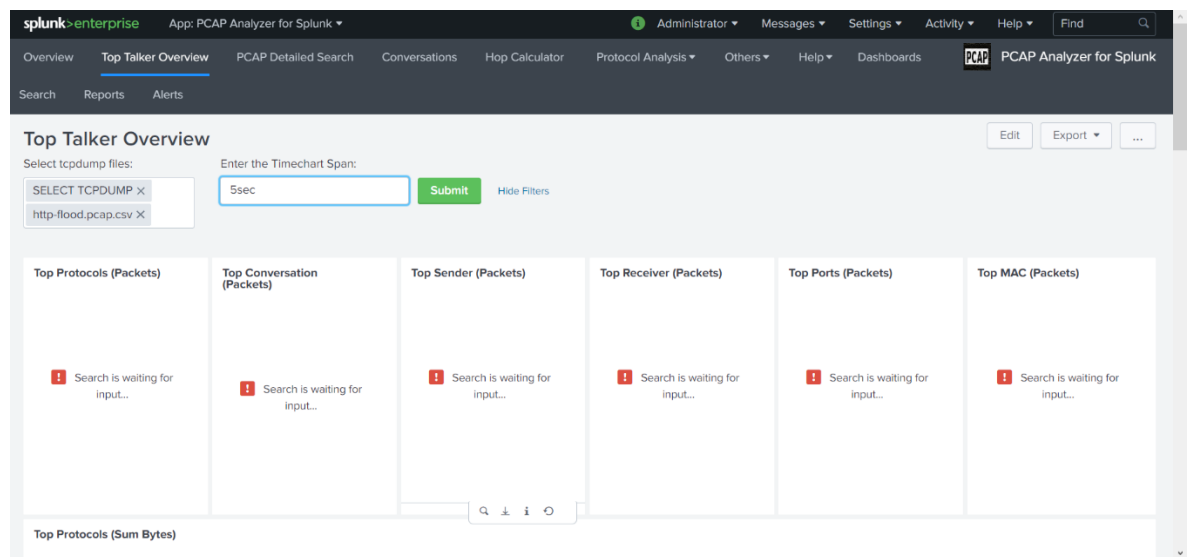 splunk>enterprise App: PCAP Analyzer for Splunk Administrator Messages Settings Activity Help Find
Overview Top Talker Overview PCAP Detailed Search Conversations Hop Calculator Protocol Analysis Others Help Dashboards PCAP PCAP Analyzer for Splunk
Search Reports Alerts
Top Talker Overview Edit Export ...
Select tcpdump files: Enter the Timechart Span:
SELECT TCPDUMP 5sec Submit Hide Filters
http-flood.pcap.csv
Top Protocols (Packets)
Search is waiting for
input...
Top Conversation
(Packets)
Search is waiting for
input...
Top Sender (Packets)
Search is waiting for
input...
Top Receiver (Packets)
Search is waiting for
input...
Top Ports (Packets)
Search is waiting for
input...
Top MAC (Packets)
Search is waiting for
input...
Top Protocols (Sum Bytes)